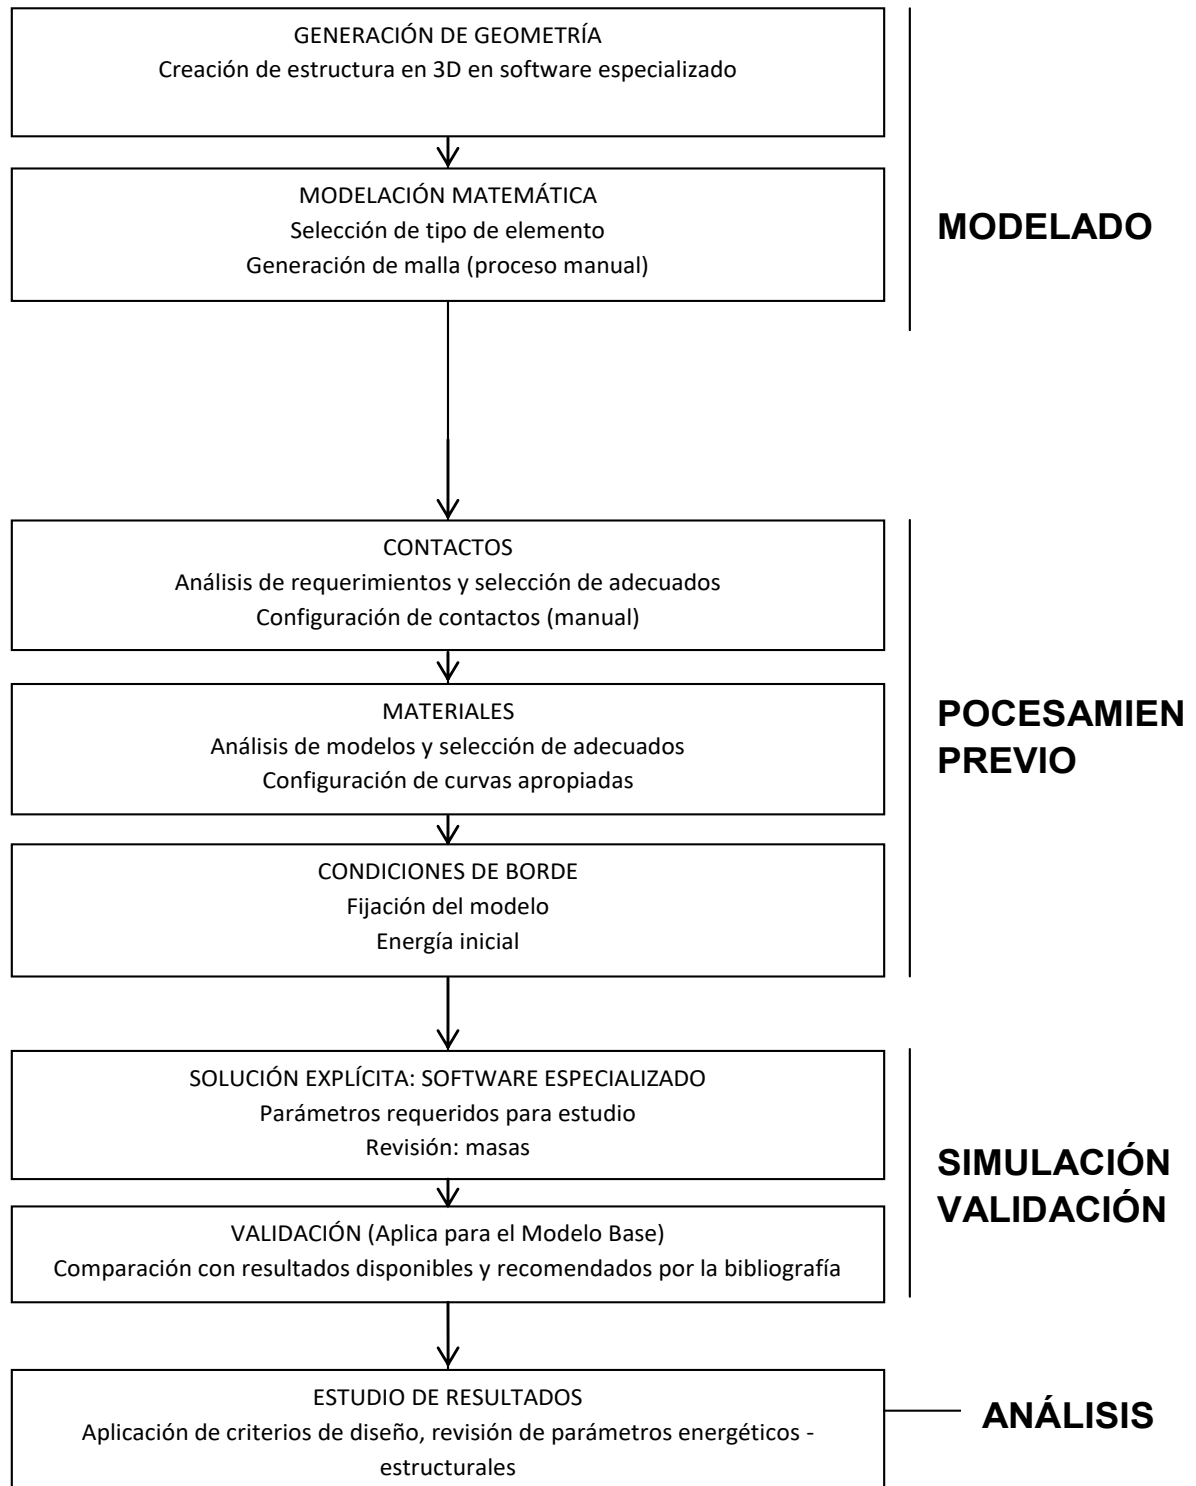 GENERACIÓN DE GEOMETRÍA
Creación de estructura en 3D en software especializado
MODELACIÓN MATEMÁTICA
Selección de tipo de elemento
Generación de malla (proceso manual)
MODELADO
CONTACTOS
Análisis de requerimientos y selección de adecuados
Configuración de contactos (manual)
MATERIALES
Análisis de modelos y selección de adecuados
Configuración de curvas apropiadas
CONDICIONES DE BORDE
Fijación del modelo
Energía inicial
POCESAMIEN
PREVIO
SOLUCIÓN EXPLÍCITA: SOFTWARE ESPECIALIZADO
Parámetros requeridos para estudio
Revisión: masas
VALIDACIÓN (Aplica para el Modelo Base)
Comparación con resultados disponibles y recomendados por la bibliografía
SIMULACIÓN
VALIDACIÓN
ESTUDIO DE RESULTADOS
Aplicación de criterios de diseño, revisión de parámetros energéticos -
estructurales
ANÁLISIS